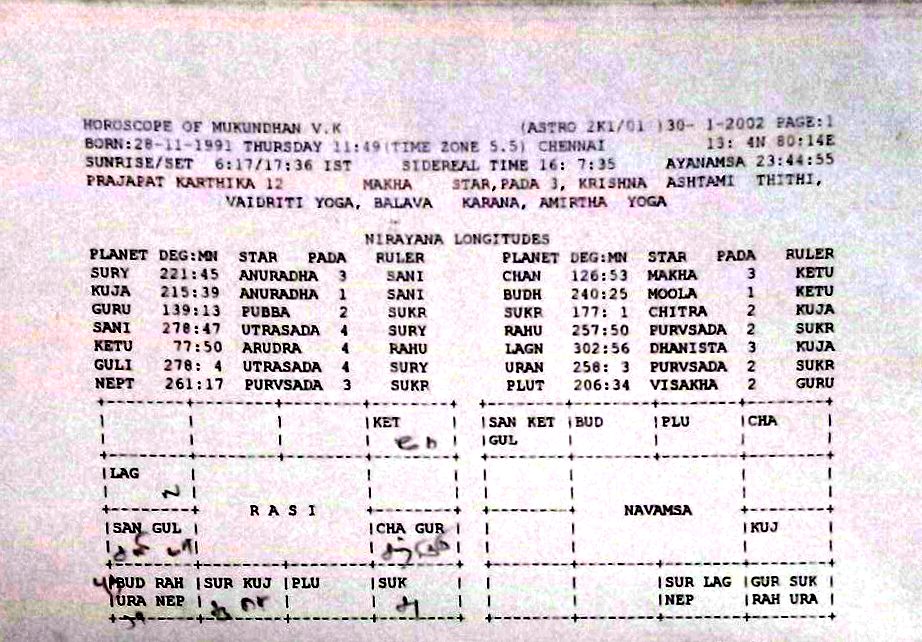 HOROSCOPE OF MUKUNDHAN V.K (ASTRO 2K1/01 )30- 1-2002 PAGE:1
BORN:28-11-1991 THURSDAY 11:49(TIME ZONE 5.5) CHENNAI 13: 4N 80:14E
SUNRISE/SET 6:17/17:36 IST SIDEREAL TIME 16: 7:35 AYANAMSA 23:44:55
PRAJAPAT KARTHIKA 12 MAKHA STAR,PADA 3, KRISHNA ASHTAMI THITHI,
VAIDRITI YOGA, BALAVA KARANA, AMIRTHA YOGA
NIRAYANA LONGITUDES
PLANET DEG:MN STAR PADA RULER PLANET DEG:MN STAR PADA RULER
SURY 221:45 ANURADHA 3 SANI CHAN 126:53 MAKHA 3 KETU
KUJA 215:39 ANURADHA 1 SANI BUDH 240:25 MOOLA 1 KETU
GURU 139:13 PUBBA 2 SUKR SUKR 177: 1 CHITRA 2 KUJA
SANI 278:47 UTRASADA 4 SURY RAHU 257:50 PURVSADA 2 SUKR
KETU 77:50 ARUDRA 4 RAHU LAGN 302:56 DHANISTA 3 KUJA
GULI 278: 4 UTRASADA 4 SURY URAN 258: 3 PURVSADA 2 SUKR
NEPT 261:17 PURVSADA 3 SUKR PLUT 206:34 VISAKHA 2 GURU
KET SAN KET BUD PLU CHA
GUL
LAG
R A S I NAVAMSA
SAN GUL CHA GUR KUJ
BUD RAH SUR KUJ PLU SUK SUR LAG GUR SUK
URA NEP NEP RAH URA